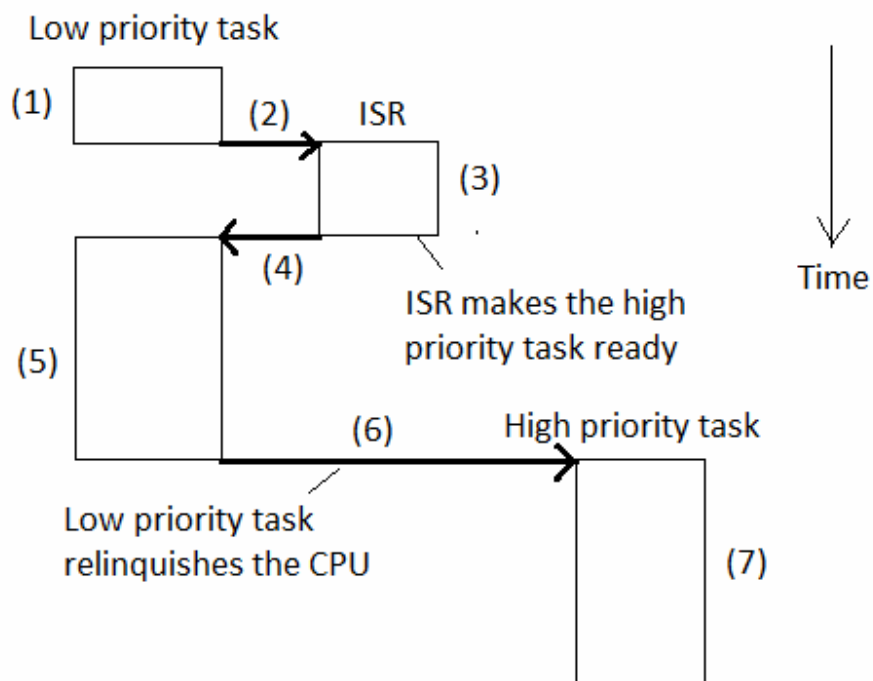 Low priority task
(1)
(2)
ISR
(3)
(4)
Time
ISR makes the high
priority task ready
(5)
(6)
High priority task
Low priority task
relinquishes the CPU
(7)